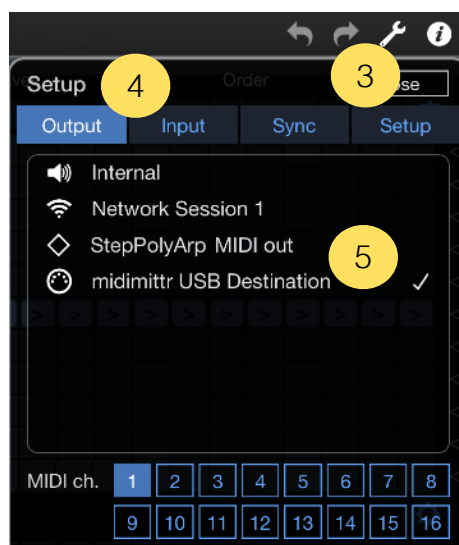 3
Setup
4
Order
ose
Output Input Sync Setup
Internal
Network Session 1
StepPolyArp MIDI out
5
midimittr USB Destination
MIDI ch. 1 2 3 4 5 6 7 8
9 10 11 12 13 14 15 16